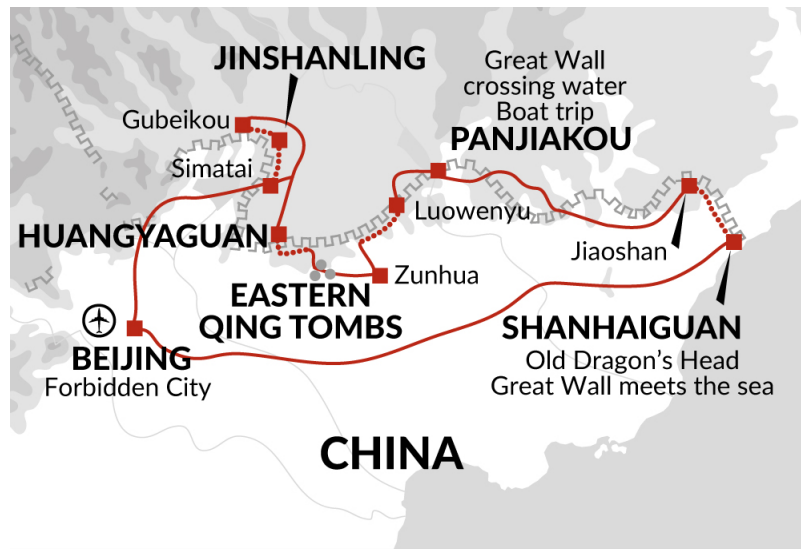 JINSHANLING
Great Wall
crossing water
Boat trip
PANJIAKOU
Gubeikou
Simatai
Luowenyu
HUANGYAGUAN
Jiaoshan
Zunhua
EASTERN
QING TOMBS
SHANHAIGUAN
Old Dragon's Head
Great Wall meets the sea
BEIJING
Forbidden City
CHINA